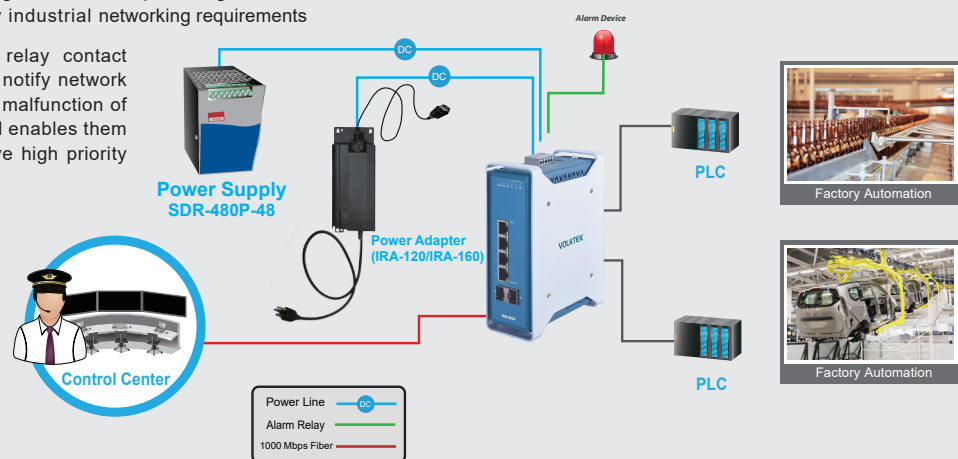 industrial networking requirements
relay contact
notify network
malfunction of
enables them
high priority
Alarm Device
DC
DC
PLC
Factory Automation
Power Supply
SDR-480P-48
Power Adapter
(IRA-120/IRA-160)
VOLKTEK
Control Center
PLC
Factory Automation
Power Line DC
Alarm Relay
1000 Mbps Fiber